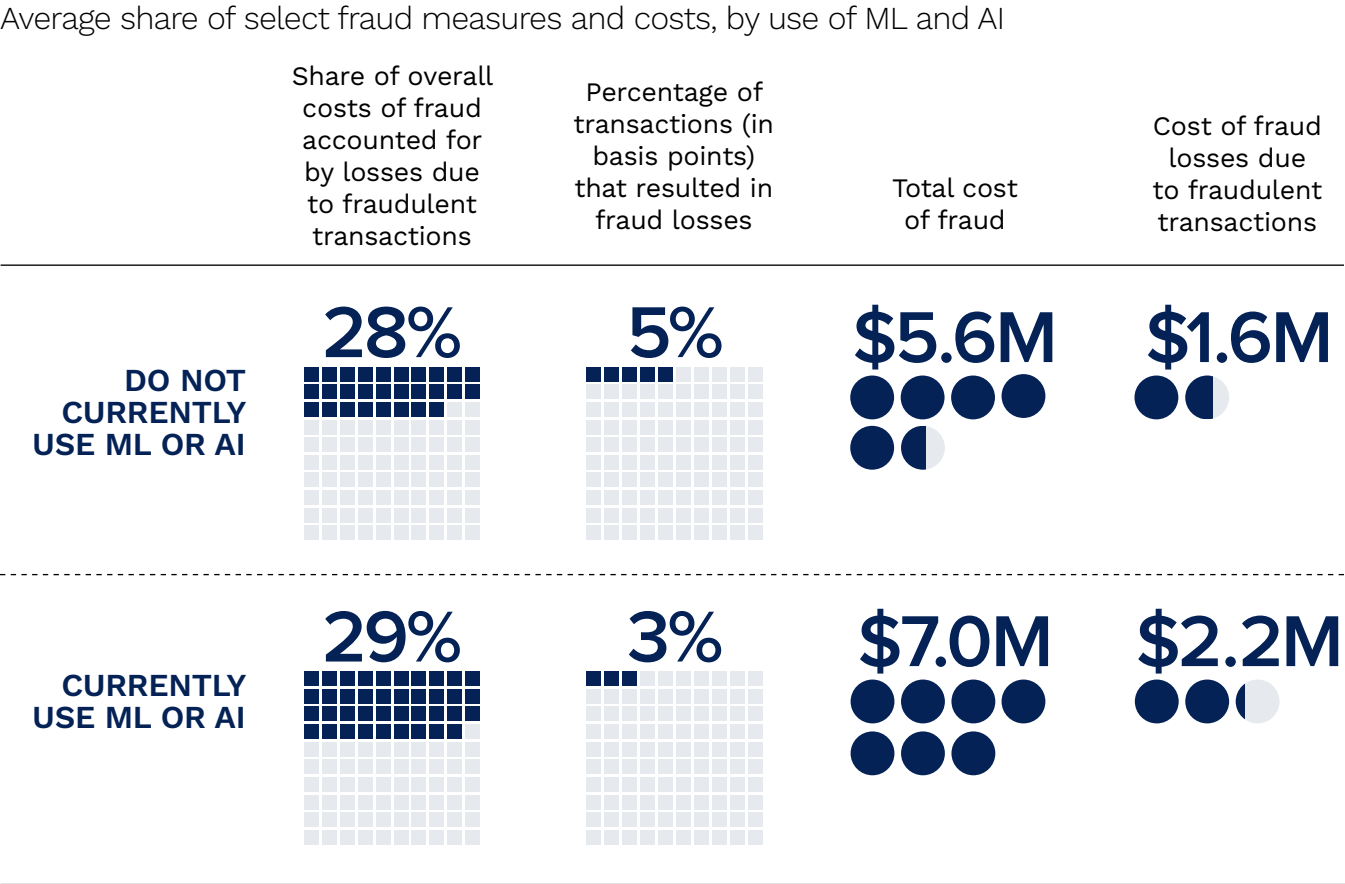 Average share of select fraud measures and costs, by use of ML and AI
Share of overall
costs of fraud
accounted for
by losses due
to fraudulent
transactions
Percentage of
transactions (in
basis points)
that resulted in
fraud losses
Total cost
of fraud
Cost of fraud
losses due
to fraudulent
transactions
DO NOT
CURRENTLY
USE ML OR AI
28%
5%
$5.6M
$1.6M
CURRENTLY
USE ML OR AI
29%
3%
$7.0M
$2.2M